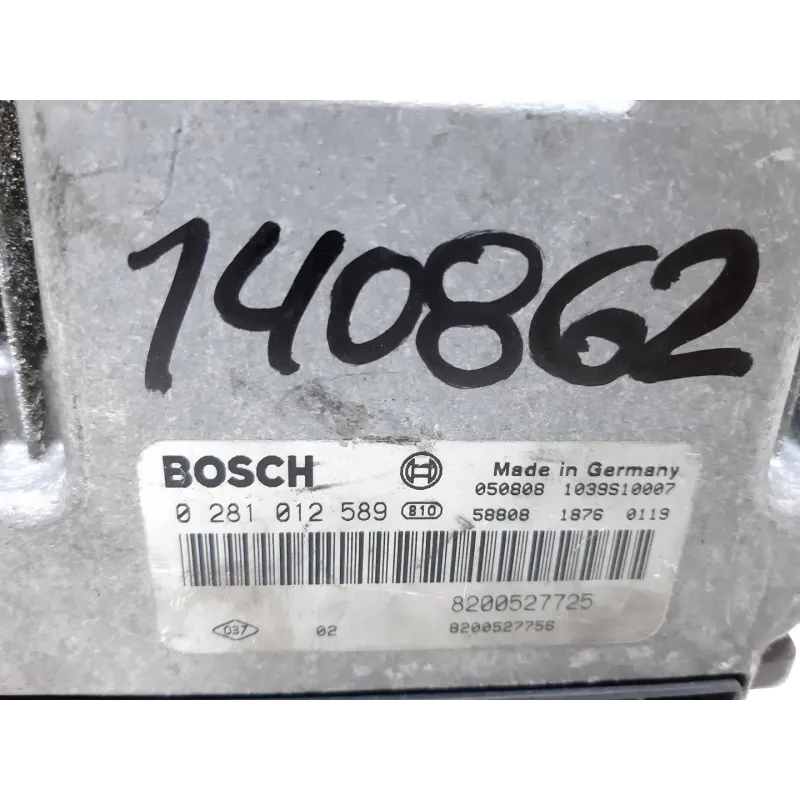 140862
BOSCH Made in Germany
050808 1039S10007
0 281 012 589 810 58808 1876 0119
8200527725
037 02 8200527756